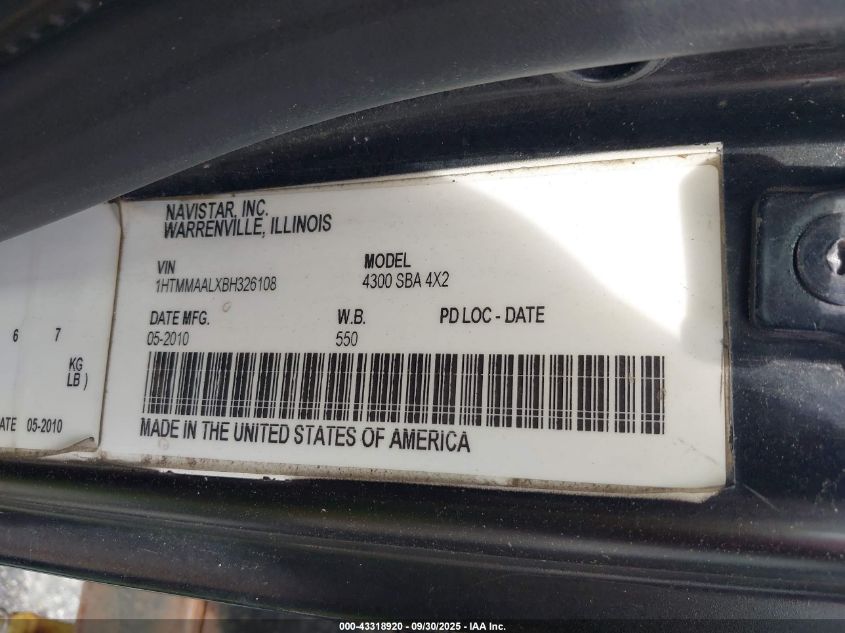 NAVISTAR, INC.
WARRENVILLE, ILLINOIS
VIN
1HTMMAALXBH326108
MODEL
4300 SBA 4X2
DATE MFG.
05-2010
W.B.
550
PD LOC - DATE
MADE IN THE UNITED STATES OF AMERICA
6 7
KG
LB )
ATE 05-2010
000-43318920 - 09/30/2025 - IAA Inc.